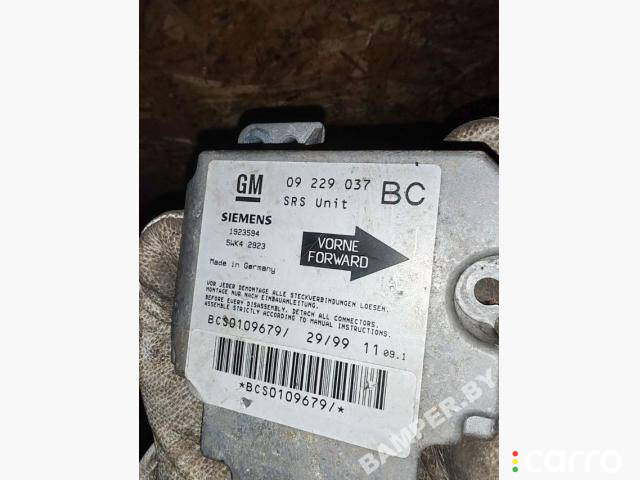 GM 09 229 037 BC
SRS Unit
SIEMENS
1923594
5WK4 2923
VORNE
FORWARD
Made in Germany
VOR JEDER DEMONTAGE ALLE STECKVERBINDUNGEN LOESEN.
MONTAGE NUR NACH EINBAUANLEITUNG.
BEFORE EVERY DISASSEMBLY, DETACH ALL CONNECTORS.
ASSEMBLE STRICTLY ACCORDING TO MANUAL INSTRUCTIONS.
BCS0109679/ 29/99 11 09.1
*BcS0109679/*
BAMPER.BY
carro